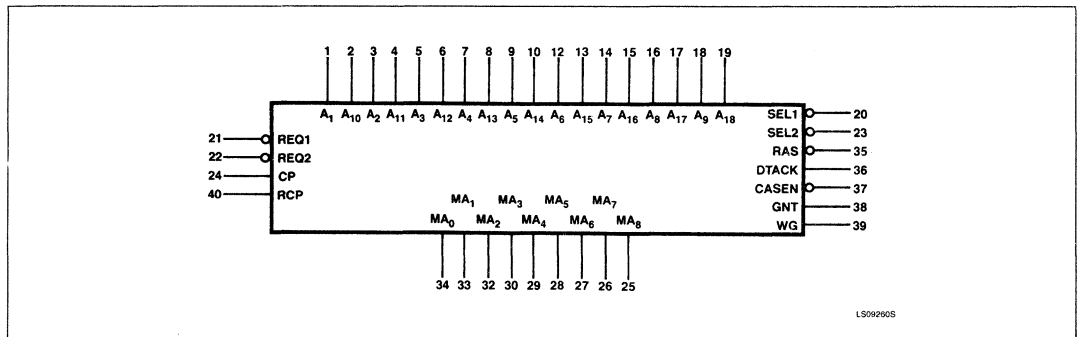 1 2 3 4 5 6 7 8 9 10 12 13 14 15 16 17 18 19
A₁ A₁₀ A₂ A₁₁ A₃ A₁₂ A₄ A₁₃ A₅ A₁₄ A₆ A₁₅ A₇ A₁₆ A₈ A₁₇ A₉ A₁₈
21 REQ1
22 REQ2
24 CP
40 RCP
SEL1 20
SEL2 23
RAS 35
DTACK 36
CASEN 37
GNT 38
WG 39
MA₁ MA₃ MA₅ MA₇
MA₀ MA₂ MA₄ MA₆ MA₈
34 33 32 30 29 28 27 26 25
LS09260S